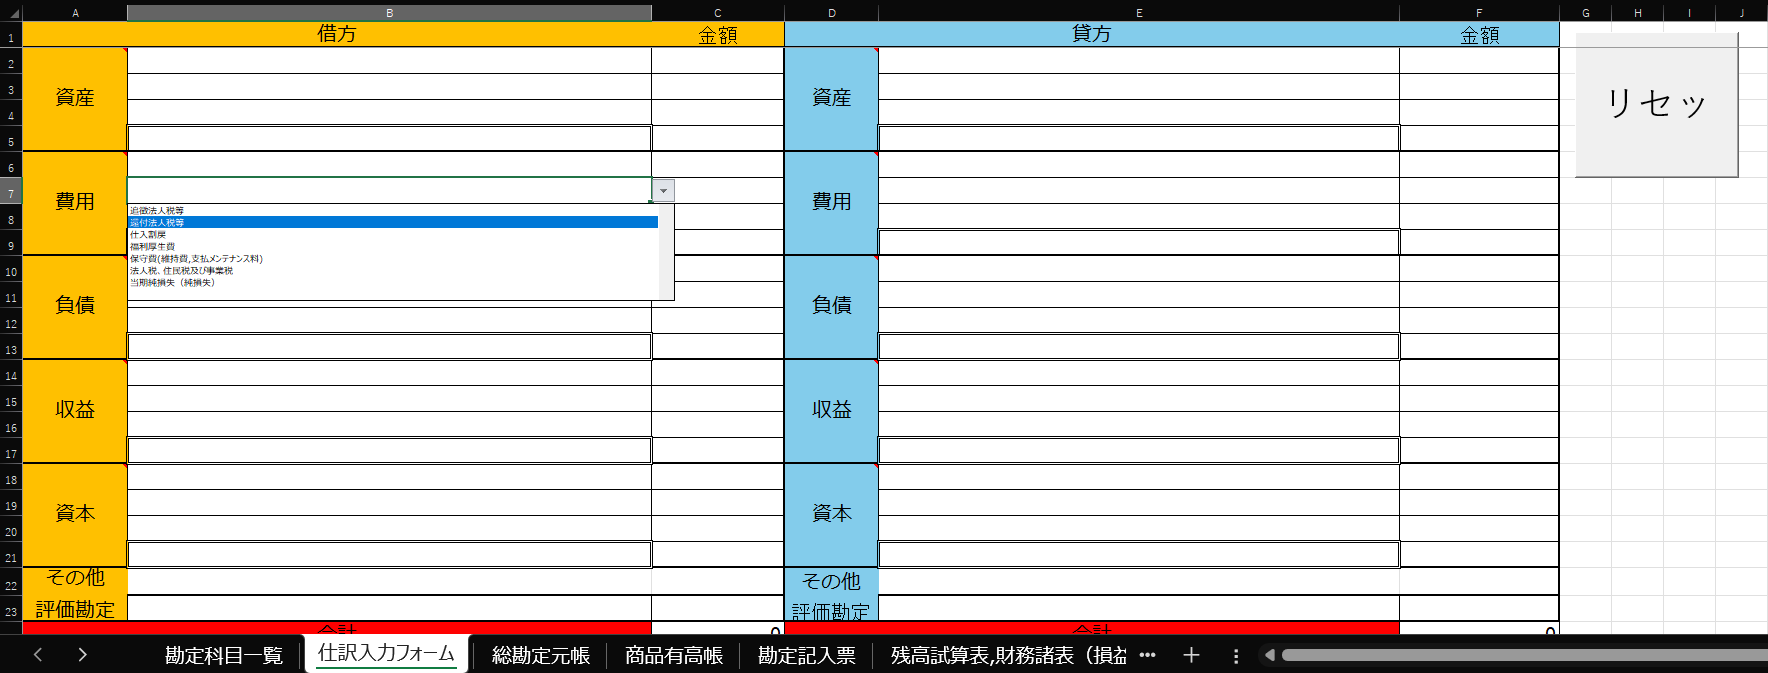 A B C D E F G H I J
1 借方 金額 貸方 金額
2
3 資産 資産 リセッ
4
5
6
7 費用 費用
8 追徴法人税等
還付法人税等
9 仕入割戻
福利厚生費
10 保守費(維持費,支払メンテナンス料)
法人税、住民税及び事業税
11 負債 当期純損失（純損失） 負債
12
13
14
15 収益 収益
16
17
18
19 資本 資本
20
21
22 その他 その他
23 評価勘定 評価勘定
合計 0 合計 0
勘定科目一覧 仕訳入力フォーム 総勘定元帳 商品有高帳 勘定記入票 残高試算表,財務諸表（損益